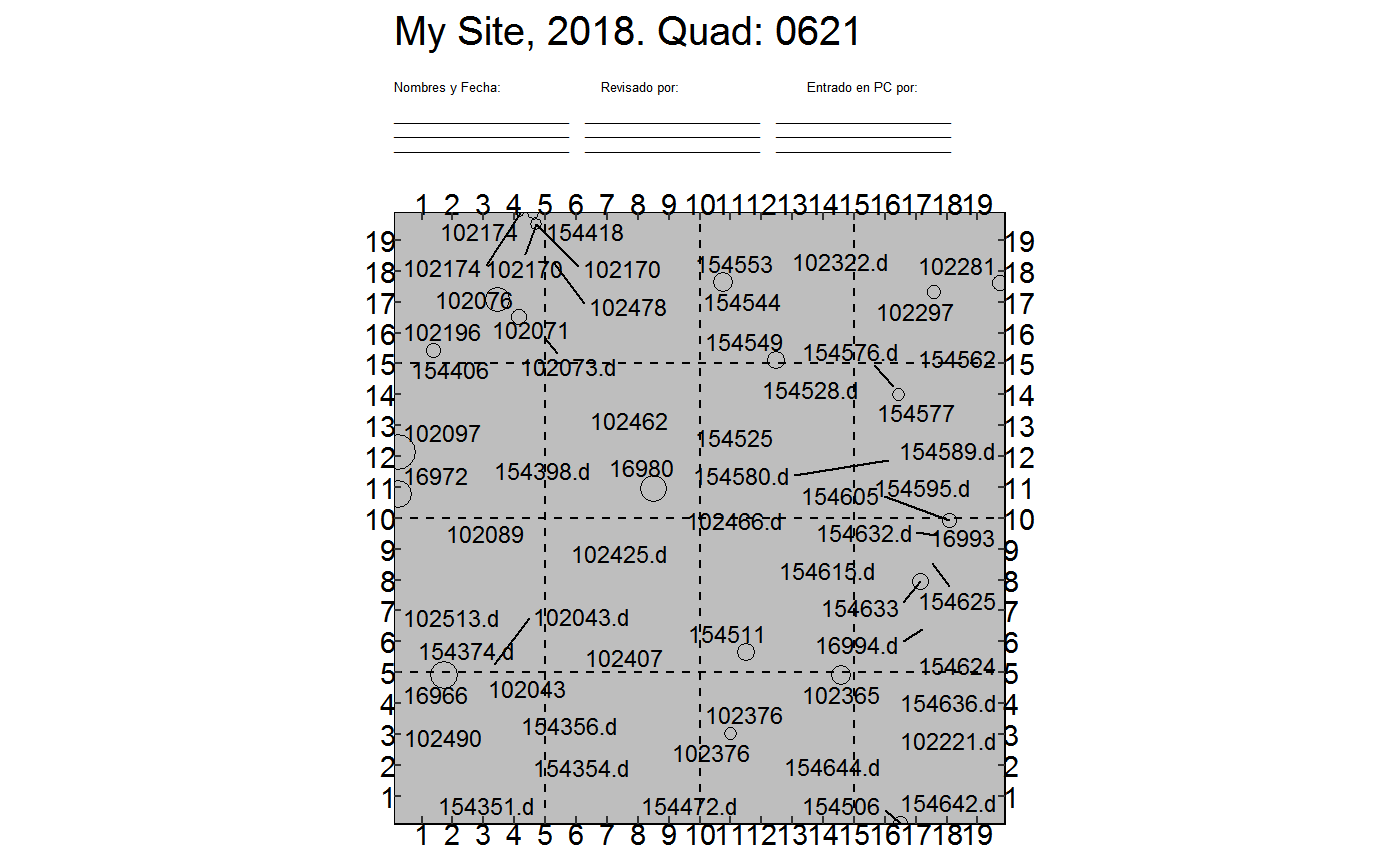 My Site, 2018. Quad: 0621
Nombres y Fecha: Revisado por: Entrado en PC por:
1 2 3 4 5 6 7 8 9 10 11 12 13 14 15 16 17 18 19
19 102174 154418 19
18 102174 102170 102170 154553 102322.d 102281 18
17 102076 102478 154544 102297 17
16 102196 102071 154549 16
15 154406 102073.d 154576.d 154562 15
14 154528.d 154577 14
13 102097 102462 154525 13
12 154398.d 154589.d 12
11 16972 16980 154580.d 154605 154595.d 11
10 102089 102466.d 154632.d 16993 10
9 102425.d 9
8 154615.d 8
7 102513.d 102043.d 154633 154625 7
6 154374.d 154511 16994.d 6
5 102407 154624 5
4 16966 102043 102365 154636.d 4
3 102490 154356.d 102376 102221.d 3
2 154354.d 102376 154644.d 2
1 154351.d 154472.d 154506 154642.d 1
1 2 3 4 5 6 7 8 9 10 11 12 13 14 15 16 17 18 19